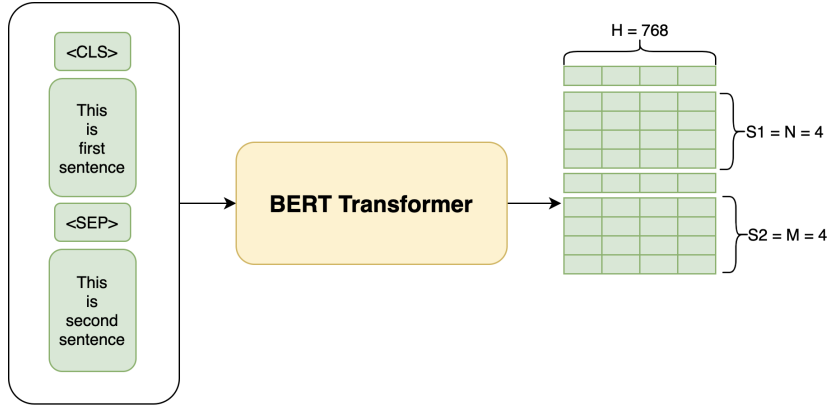 <CLS>
This
is
first
sentence
<SEP>
This
is
second
sentence
BERT Transformer
H = 768
S1 = N = 4
S2 = M = 4